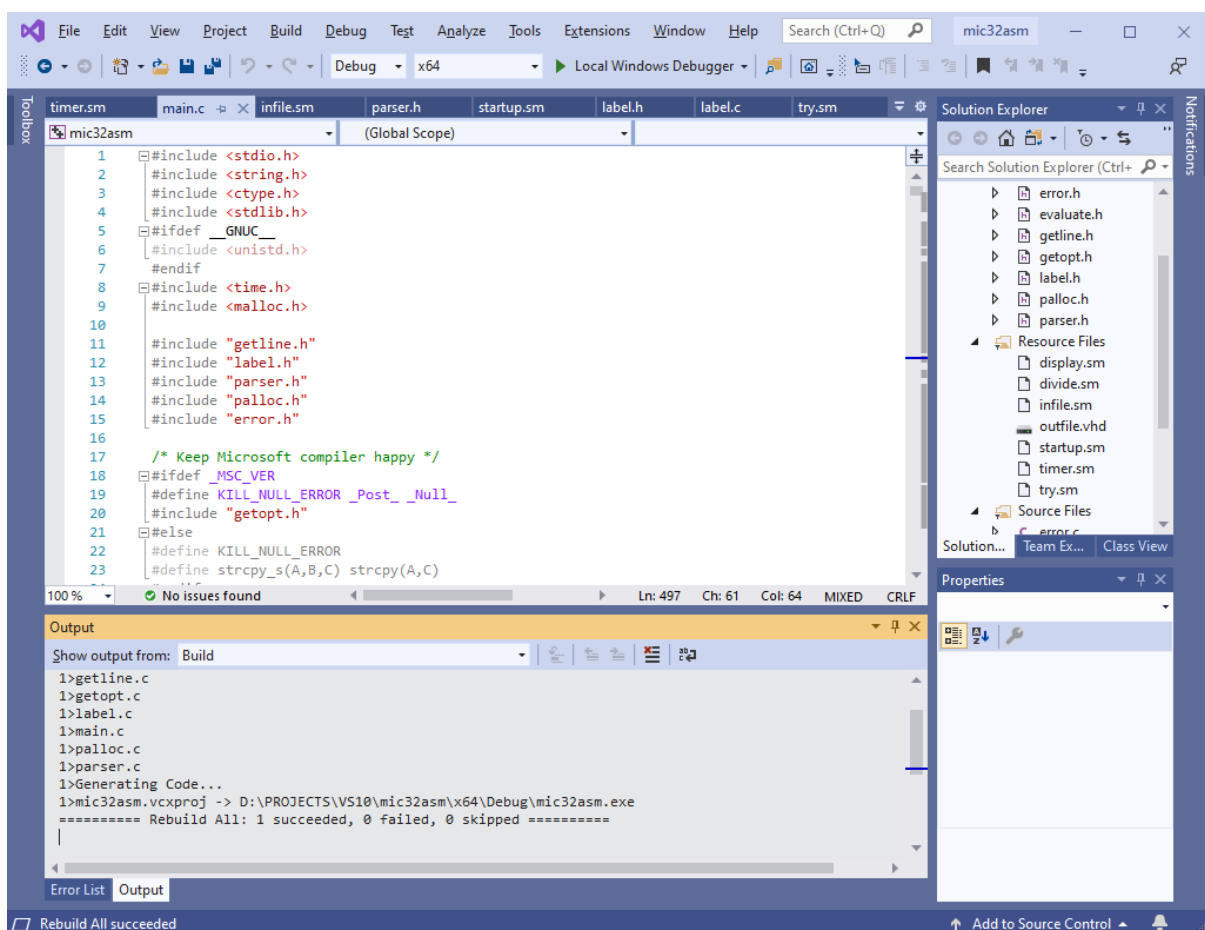 File Edit View Project Build Debug Test Analyze Tools Extensions Window Help Search (Ctrl+Q) mic32asm
Debug x64 Local Windows Debugger
Toolbox
timer.sm main.c infile.sm parser.h startup.sm label.h label.c try.sm
mic32asm (Global Scope)
1 #include <stdio.h>
2 #include <string.h>
3 #include <ctype.h>
4 #include <stdlib.h>
5 #ifdef __GNUC__
6 #include <unistd.h>
7 #endif
8 #include <time.h>
9 #include <malloc.h>
10
11 #include "getline.h"
12 #include "label.h"
13 #include "parser.h"
14 #include "palloc.h"
15 #include "error.h"
16
17 /* Keep Microsoft compiler happy */
18 #ifdef _MSC_VER
19 #define KILL_NULL_ERROR _Post_ _Null_
20 #include "getopt.h"
21 #else
22 #define KILL_NULL_ERROR
23 #define strcpy_s(A,B,C) strcpy(A,C)
100 % No issues found Ln: 497 Ch: 61 Col: 64 MIXED CRLF
Output
Show output from: Build
1>getline.c
1>getopt.c
1>label.c
1>main.c
1>palloc.c
1>parser.c
1>Generating Code...
1>mic32asm.vcxproj -> D:\PROJECTS\VS10\mic32asm\x64\Debug\mic32asm.exe
========== Rebuild All: 1 succeeded, 0 failed, 0 skipped ==========
Error List Output
Solution Explorer
Search Solution Explorer (Ctrl+
error.h
evaluate.h
getline.h
getopt.h
label.h
palloc.h
parser.h
Resource Files
display.sm
divide.sm
infile.sm
outfile.vhd
startup.sm
timer.sm
try.sm
Source Files
error.c
Solution... Team Ex... Class View
Properties
Notifications
Rebuild All succeeded Add to Source Control